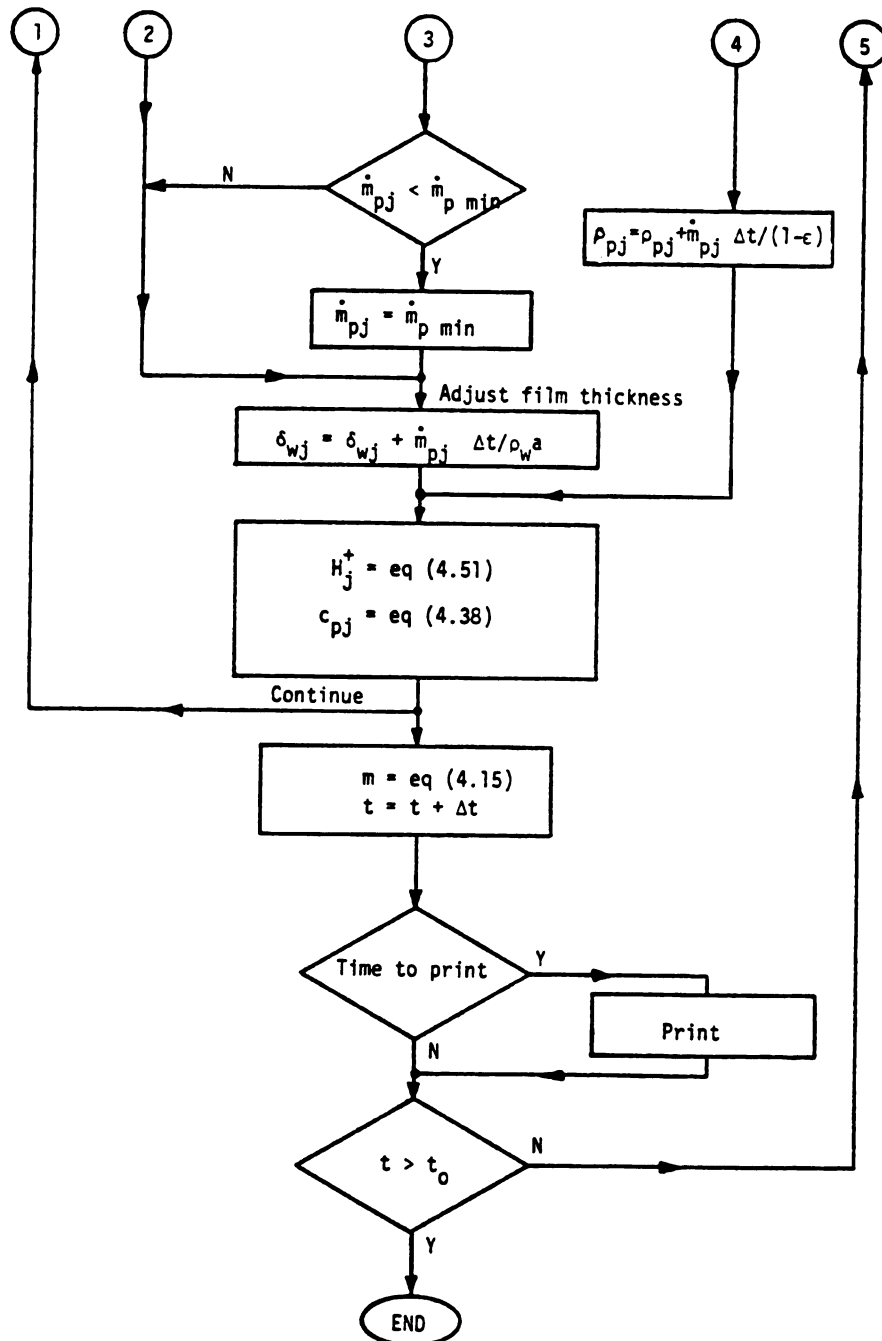 1
2
3
4
5
N
ṁpj < ṁp min
Y
ρpj=ρpj+ṁpj Δt/(1-ε)
ṁpj = ṁp min
Adjust film thickness
δwj = δwj + ṁpj Δt/ρwa
H⁺j = eq (4.51)
cpj = eq (4.38)
Continue
m = eq (4.15)
t = t + Δt
Time to print
Y
Print
N
t > to
N
Y
END